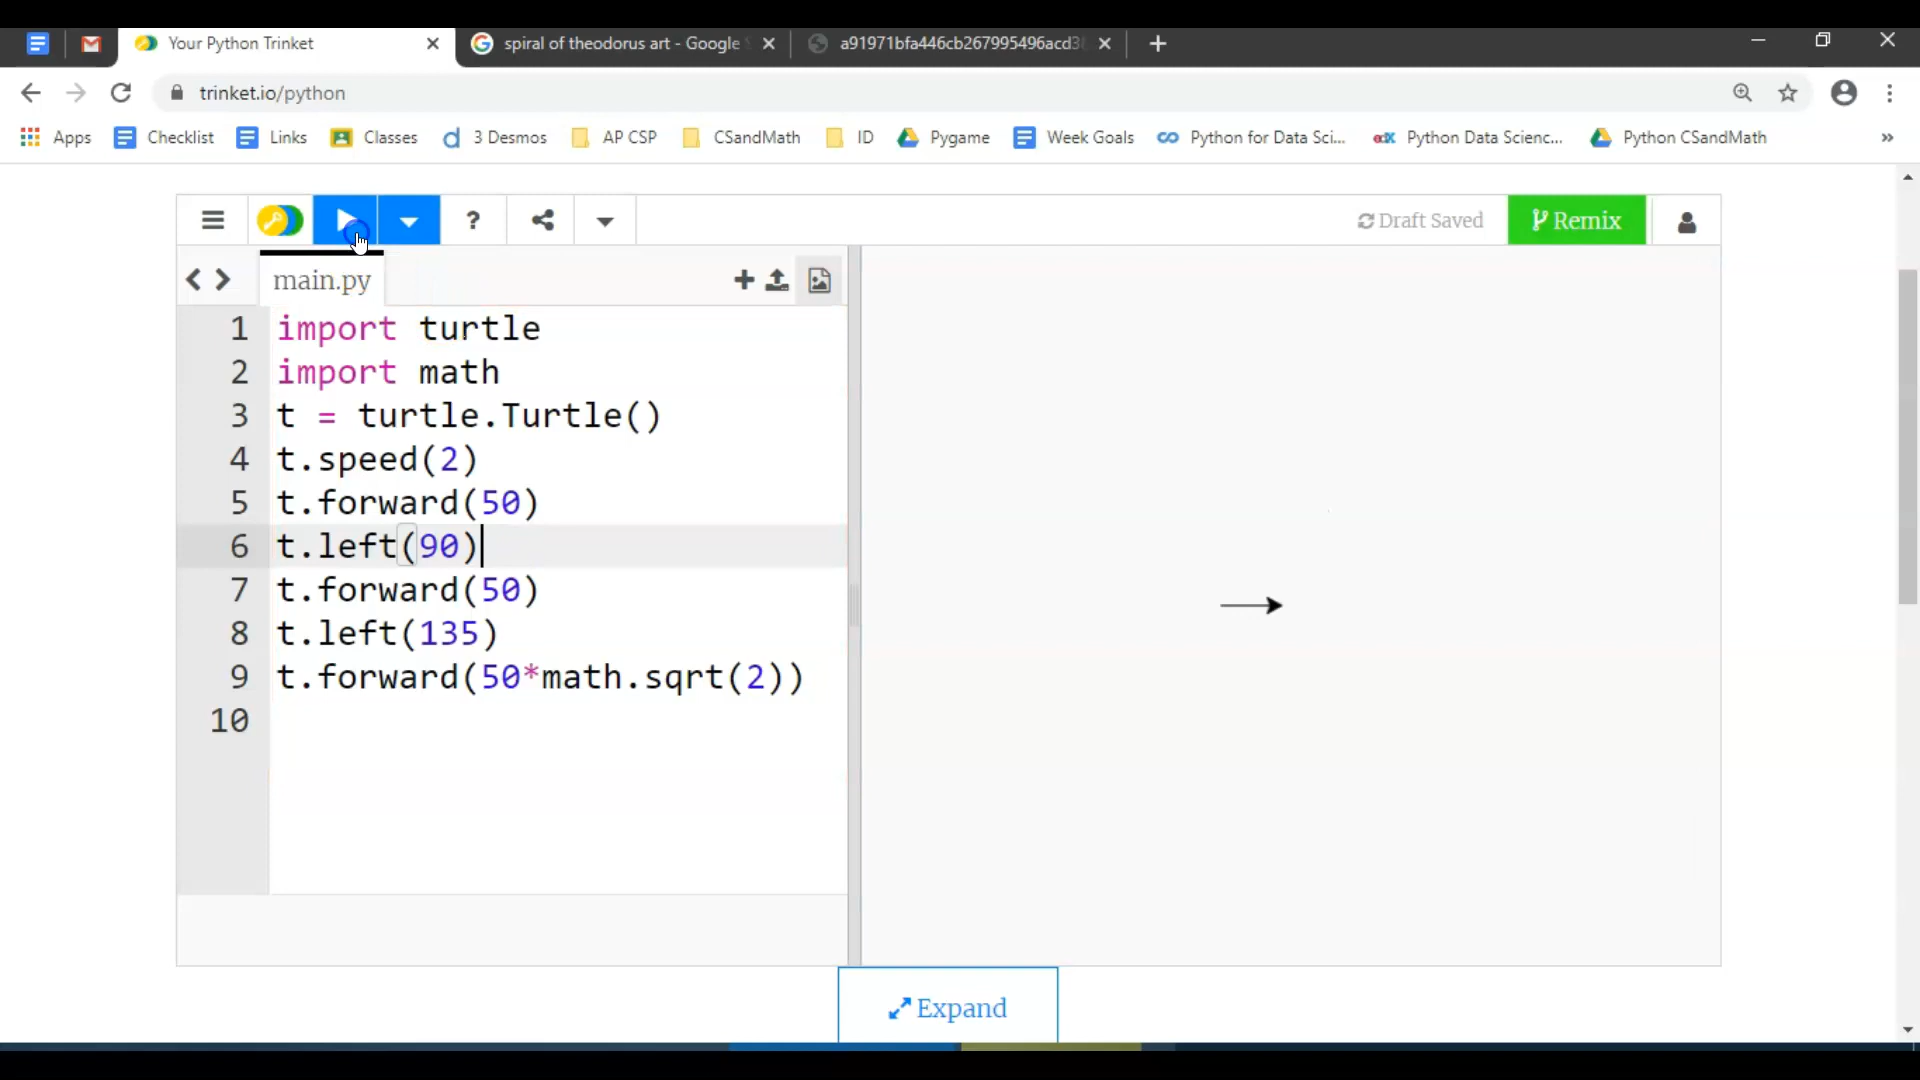 Your Python Trinket
spiral of theodorus art - Google
a91971bfa446cb267995496acd3
trinket.io/python
Apps
Checklist
Links
Classes
3 Desmos
AP CSP
CSandMath
ID
Pygame
Week Goals
Python for Data Sci...
edX
Python Data Scienc...
Python CSandMath
»
?
Draft Saved
Remix
main.py
1 import turtle
2 import math
3 t = turtle.Turtle()
4 t.speed(2)
5 t.forward(50)
6 t.left(90)
7 t.forward(50)
8 t.left(135)
9 t.forward(50*math.sqrt(2))
10
Expand